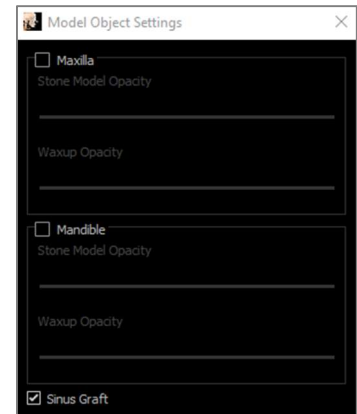 Model Object Settings
Maxilla
Stone Model Opacity
Waxup Opacity
Mandible
Stone Model Opacity
Waxup Opacity
Sinus Graft